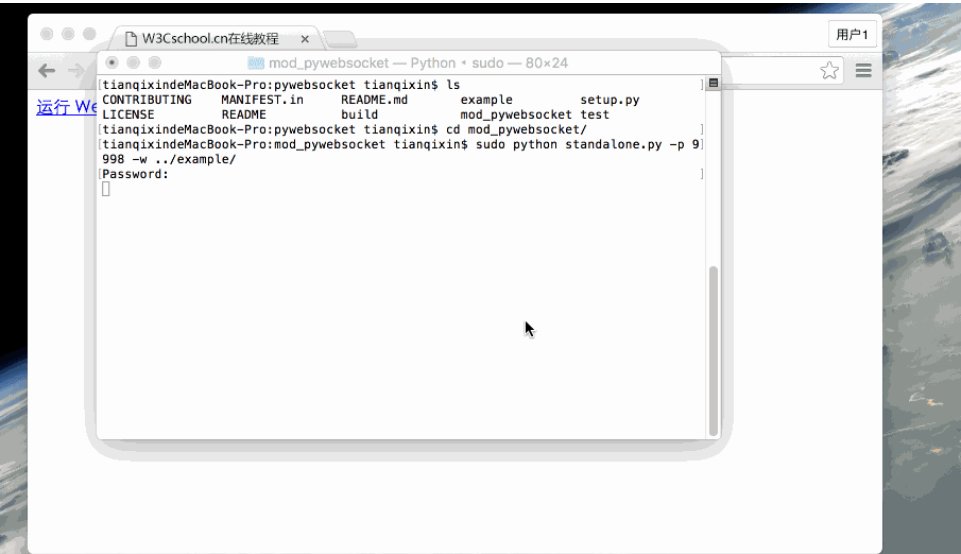 W3Cschool.cn在线教程 ×
用户1
mod_pywebsocket — Python • sudo — 80×24
运行 We
[tianqixindeMacBook-Pro:pywebsocket tianqixin$ ls ]
CONTRIBUTING MANIFEST.in README.md example setup.py
LICENSE README build mod_pywebsocket test
[tianqixindeMacBook-Pro:pywebsocket tianqixin$ cd mod_pywebsocket/ ]
[tianqixindeMacBook-Pro:mod_pywebsocket tianqixin$ sudo python standalone.py -p 9]
998 -w ../example/
[Password: ]